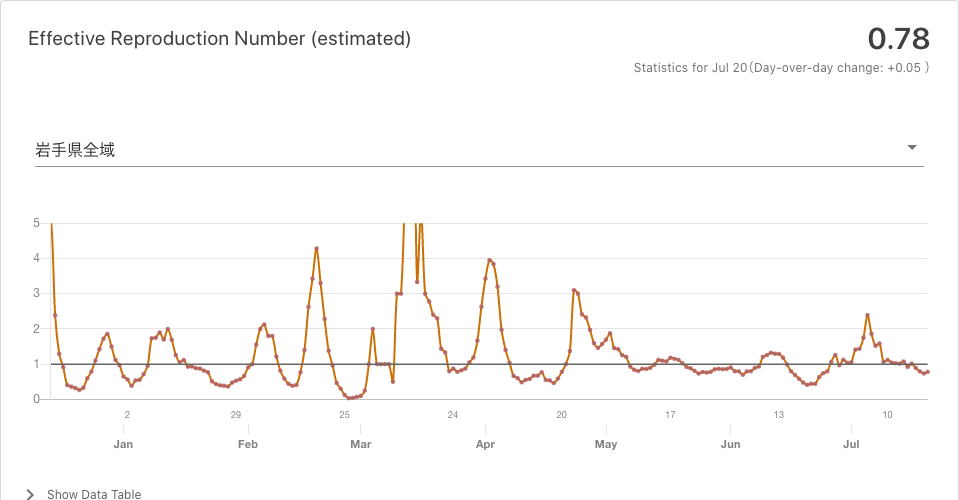 Effective Reproduction Number (estimated)
0.78
Statistics for Jul 20(Day-over-day change: +0.05 )
岩手県全域
5
4
3
2
1
0
2 29 25 24 20 17 13 10
Jan Feb Mar Apr May Jun Jul
Show Data Table